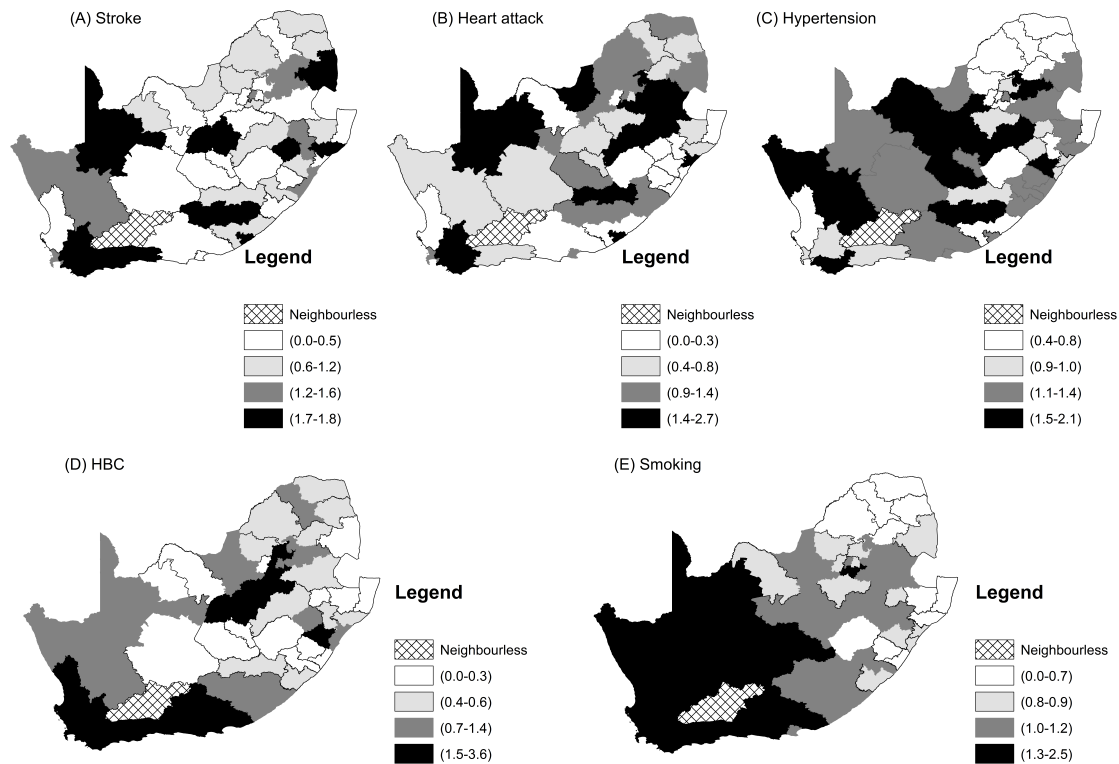 (A) Stroke
(B) Heart attack
(C) Hypertension
Legend
Neighbourless
(0.0-0.5)
(0.6-1.2)
(1.2-1.6)
(1.7-1.8)
Legend
Neighbourless
(0.0-0.3)
(0.4-0.8)
(0.9-1.4)
(1.4-2.7)
Legend
Neighbourless
(0.4-0.8)
(0.9-1.0)
(1.1-1.4)
(1.5-2.1)
(D) HBC
(E) Smoking
Legend
Neighbourless
(0.0-0.3)
(0.4-0.6)
(0.7-1.4)
(1.5-3.6)
Legend
Neighbourless
(0.0-0.7)
(0.8-0.9)
(1.0-1.2)
(1.3-2.5)